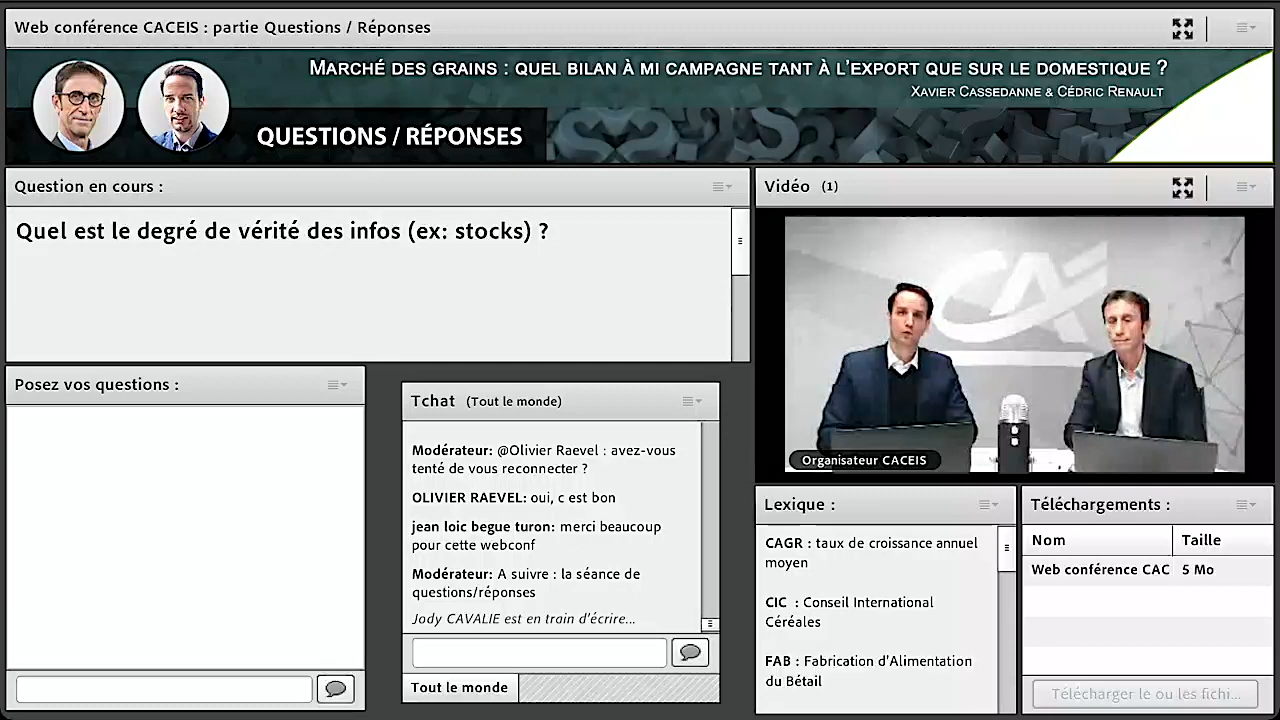 Web conférence CACEIS : partie Questions / Réponses
MARCHÉ DES GRAINS : QUEL BILAN À MI CAMPAGNE TANT À L'EXPORT QUE SUR LE DOMESTIQUE ?
XAVIER CASSEDANNE & CÉDRIC RENAULT
QUESTIONS / RÉPONSES
Question en cours :
Quel est le degré de vérité des infos (ex: stocks) ?
Vidéo (1)
CA
Organisateur CACEIS
Posez vos questions :
Tchat (Tout le monde)
Modérateur: @Olivier Raevel : avez-vous
tenté de vous reconnecter ?
OLIVIER RAEVEL: oui, c est bon
jean loic begue turon: merci beaucoup
pour cette webconf
Modérateur: A suivre : la séance de
questions/réponses
Jody CAVALIE est en train d'écrire...
Tout le monde
Lexique :
CAGR : taux de croissance annuel
moyen
CIC : Conseil International
Céréales
FAB : Fabrication d'Alimentation
du Bétail
Téléchargements :
Nom Taille
Web conférence CAC 5 Mo
Télécharger le ou les fichi...